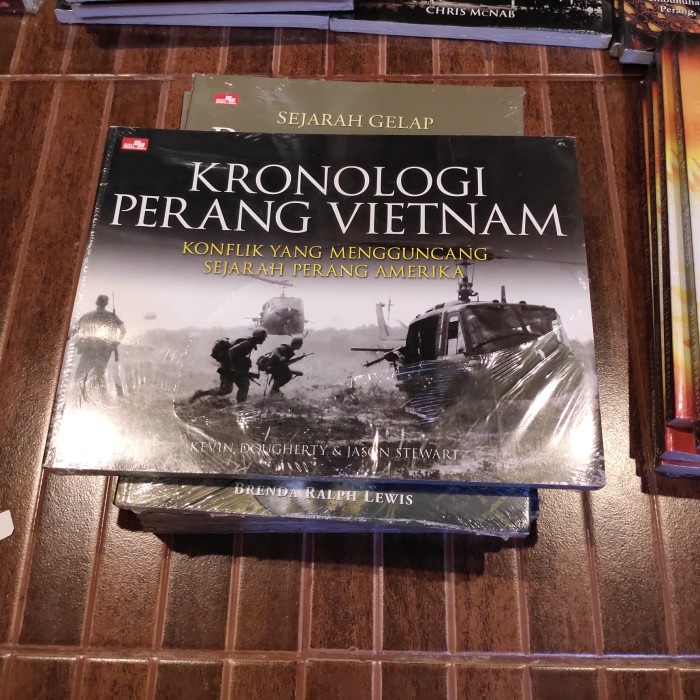 CHRIS MCNAB
Perang,
SEJARAH GELAP
KRONOLOGI
PERANG VIETNAM
KONFLIK YANG MENGGUNCANG
SEJARAH PERANG AMERIKA
KEVIN DOUGHERTY & JASON STEWART
BRENDA RALPH LEWIS